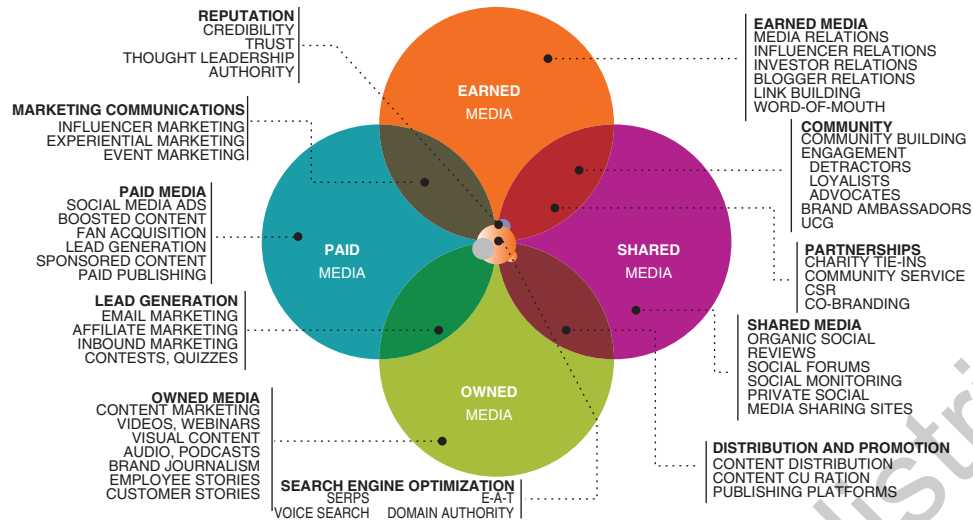 REPUTATION
CREDIBILITY
TRUST
THOUGHT LEADERSHIP
AUTHORITY
MARKETING COMMUNICATIONS
INFLUENCER MARKETING
EXPERIENTIAL MARKETING
EVENT MARKETING
PAID MEDIA
SOCIAL MEDIA ADS
BOOSTED CONTENT
FAN ACQUISITION
LEAD GENERATION
SPONSORED CONTENT
PAID PUBLISHING
LEAD GENERATION
EMAIL MARKETING
AFFILIATE MARKETING
INBOUND MARKETING
CONTESTS, QUIZZES
OWNED MEDIA
CONTENT MARKETING
VIDEOS, WEBINARS
VISUAL CONTENT
AUDIO, PODCASTS
BRAND JOURNALISM
EMPLOYEE STORIES
CUSTOMER STORIES
EARNED
MEDIA
PAID
MEDIA
SHARED
MEDIA
OWNED
MEDIA
SEARCH ENGINE OPTIMIZATION
SERPS E-A-T
VOICE SEARCH DOMAIN AUTHORITY
EARNED MEDIA
MEDIA RELATIONS
INFLUENCER RELATIONS
INVESTOR RELATIONS
BLOGGER RELATIONS
LINK BUILDING
WORD-OF-MOUTH
COMMUNITY
COMMUNITY BUILDING
ENGAGEMENT
DETRACTORS
LOYALISTS
ADVOCATES
BRAND AMBASSADORS
UCG
PARTNERSHIPS
CHARITY TIE-INS
COMMUNITY SERVICE
CSR
CO-BRANDING
SHARED MEDIA
ORGANIC SOCIAL
REVIEWS
SOCIAL FORUMS
SOCIAL MONITORING
PRIVATE SOCIAL
MEDIA SHARING SITES
DISTRIBUTION AND PROMOTION
CONTENT DISTRIBUTION
CONTENT CU RATION
PUBLISHING PLATFORMS
distri